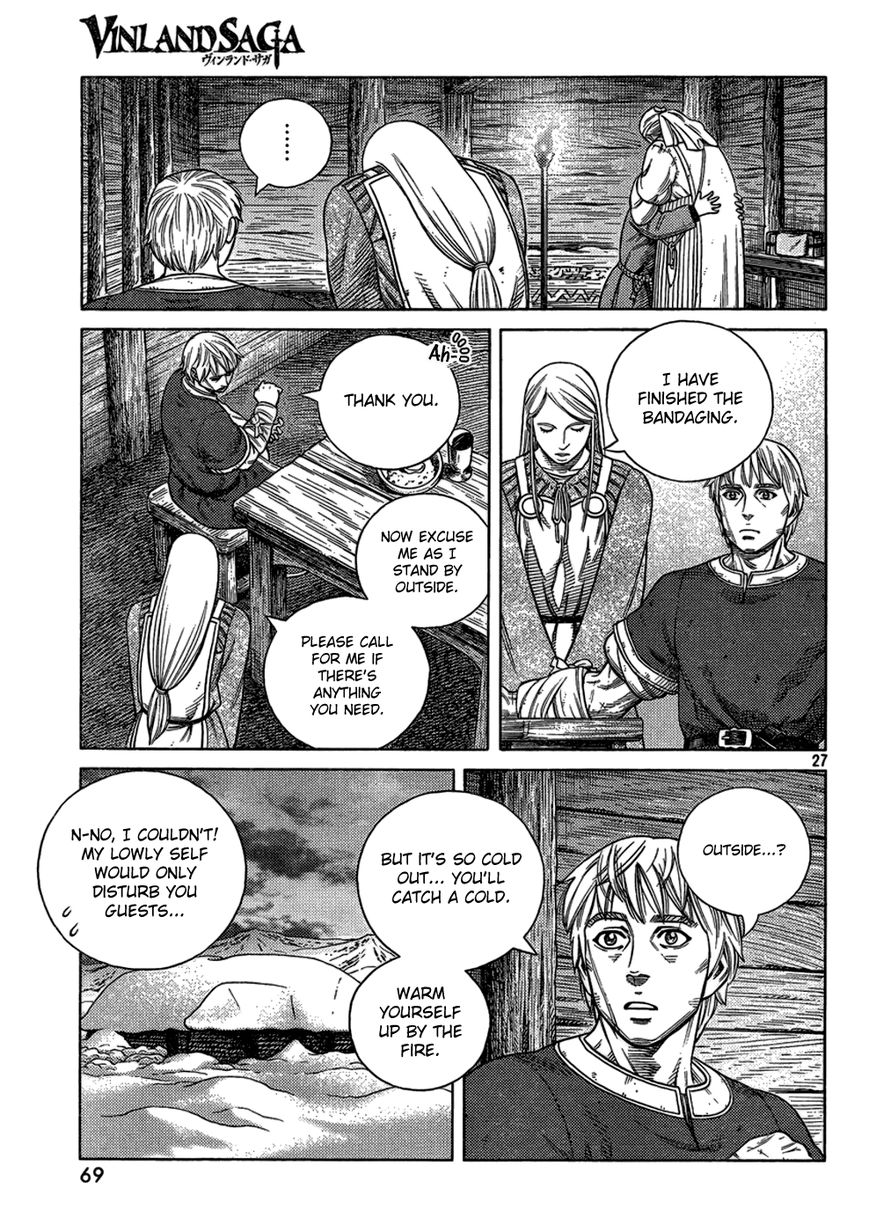 VINLAND SAGA
ヴィンランド・サガ
……
I HAVE
FINISHED THE
BANDAGING.
Ah
THANK YOU.
NOW EXCUSE
ME AS I
STAND BY
OUTSIDE.
PLEASE CALL
FOR ME IF
THERE'S
ANYTHING
YOU NEED.
27
OUTSIDE...?
BUT IT'S SO COLD
OUT... YOU'LL
CATCH A COLD.
WARM
YOURSELF
UP BY THE
FIRE.
N-NO, I COULDN'T!
MY LOWLY SELF
WOULD ONLY
DISTURB YOU
GUESTS...
69